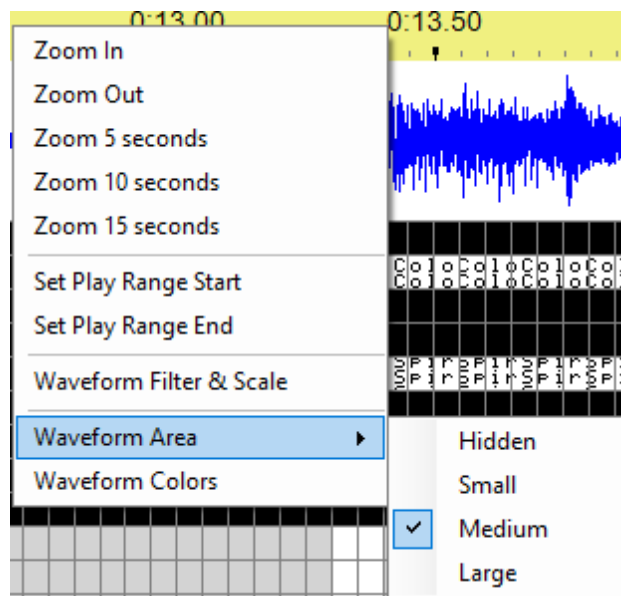 0:13.00 0:13.50
Zoom In
Zoom Out
Zoom 5 seconds
Zoom 10 seconds
Zoom 15 seconds
Set Play Range Start
Set Play Range End
Waveform Filter & Scale
Waveform Area
Waveform Colors
Hidden
Small
Medium
Large